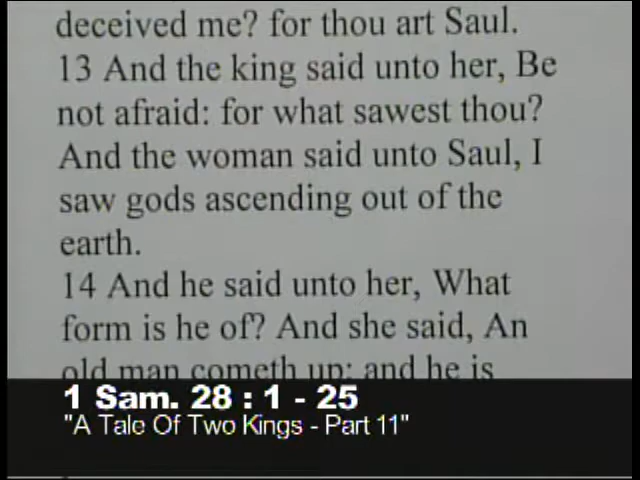 deceived me? for thou art Saul.
13 And the king said unto her, Be
not afraid: for what sawest thou?
And the woman said unto Saul, I
saw gods ascending out of the
earth.
14 And he said unto her, What
form is he of? And she said, An
old man cometh up; and he is
1 Sam. 28 : 1 - 25
"A Tale Of Two Kings - Part 11"